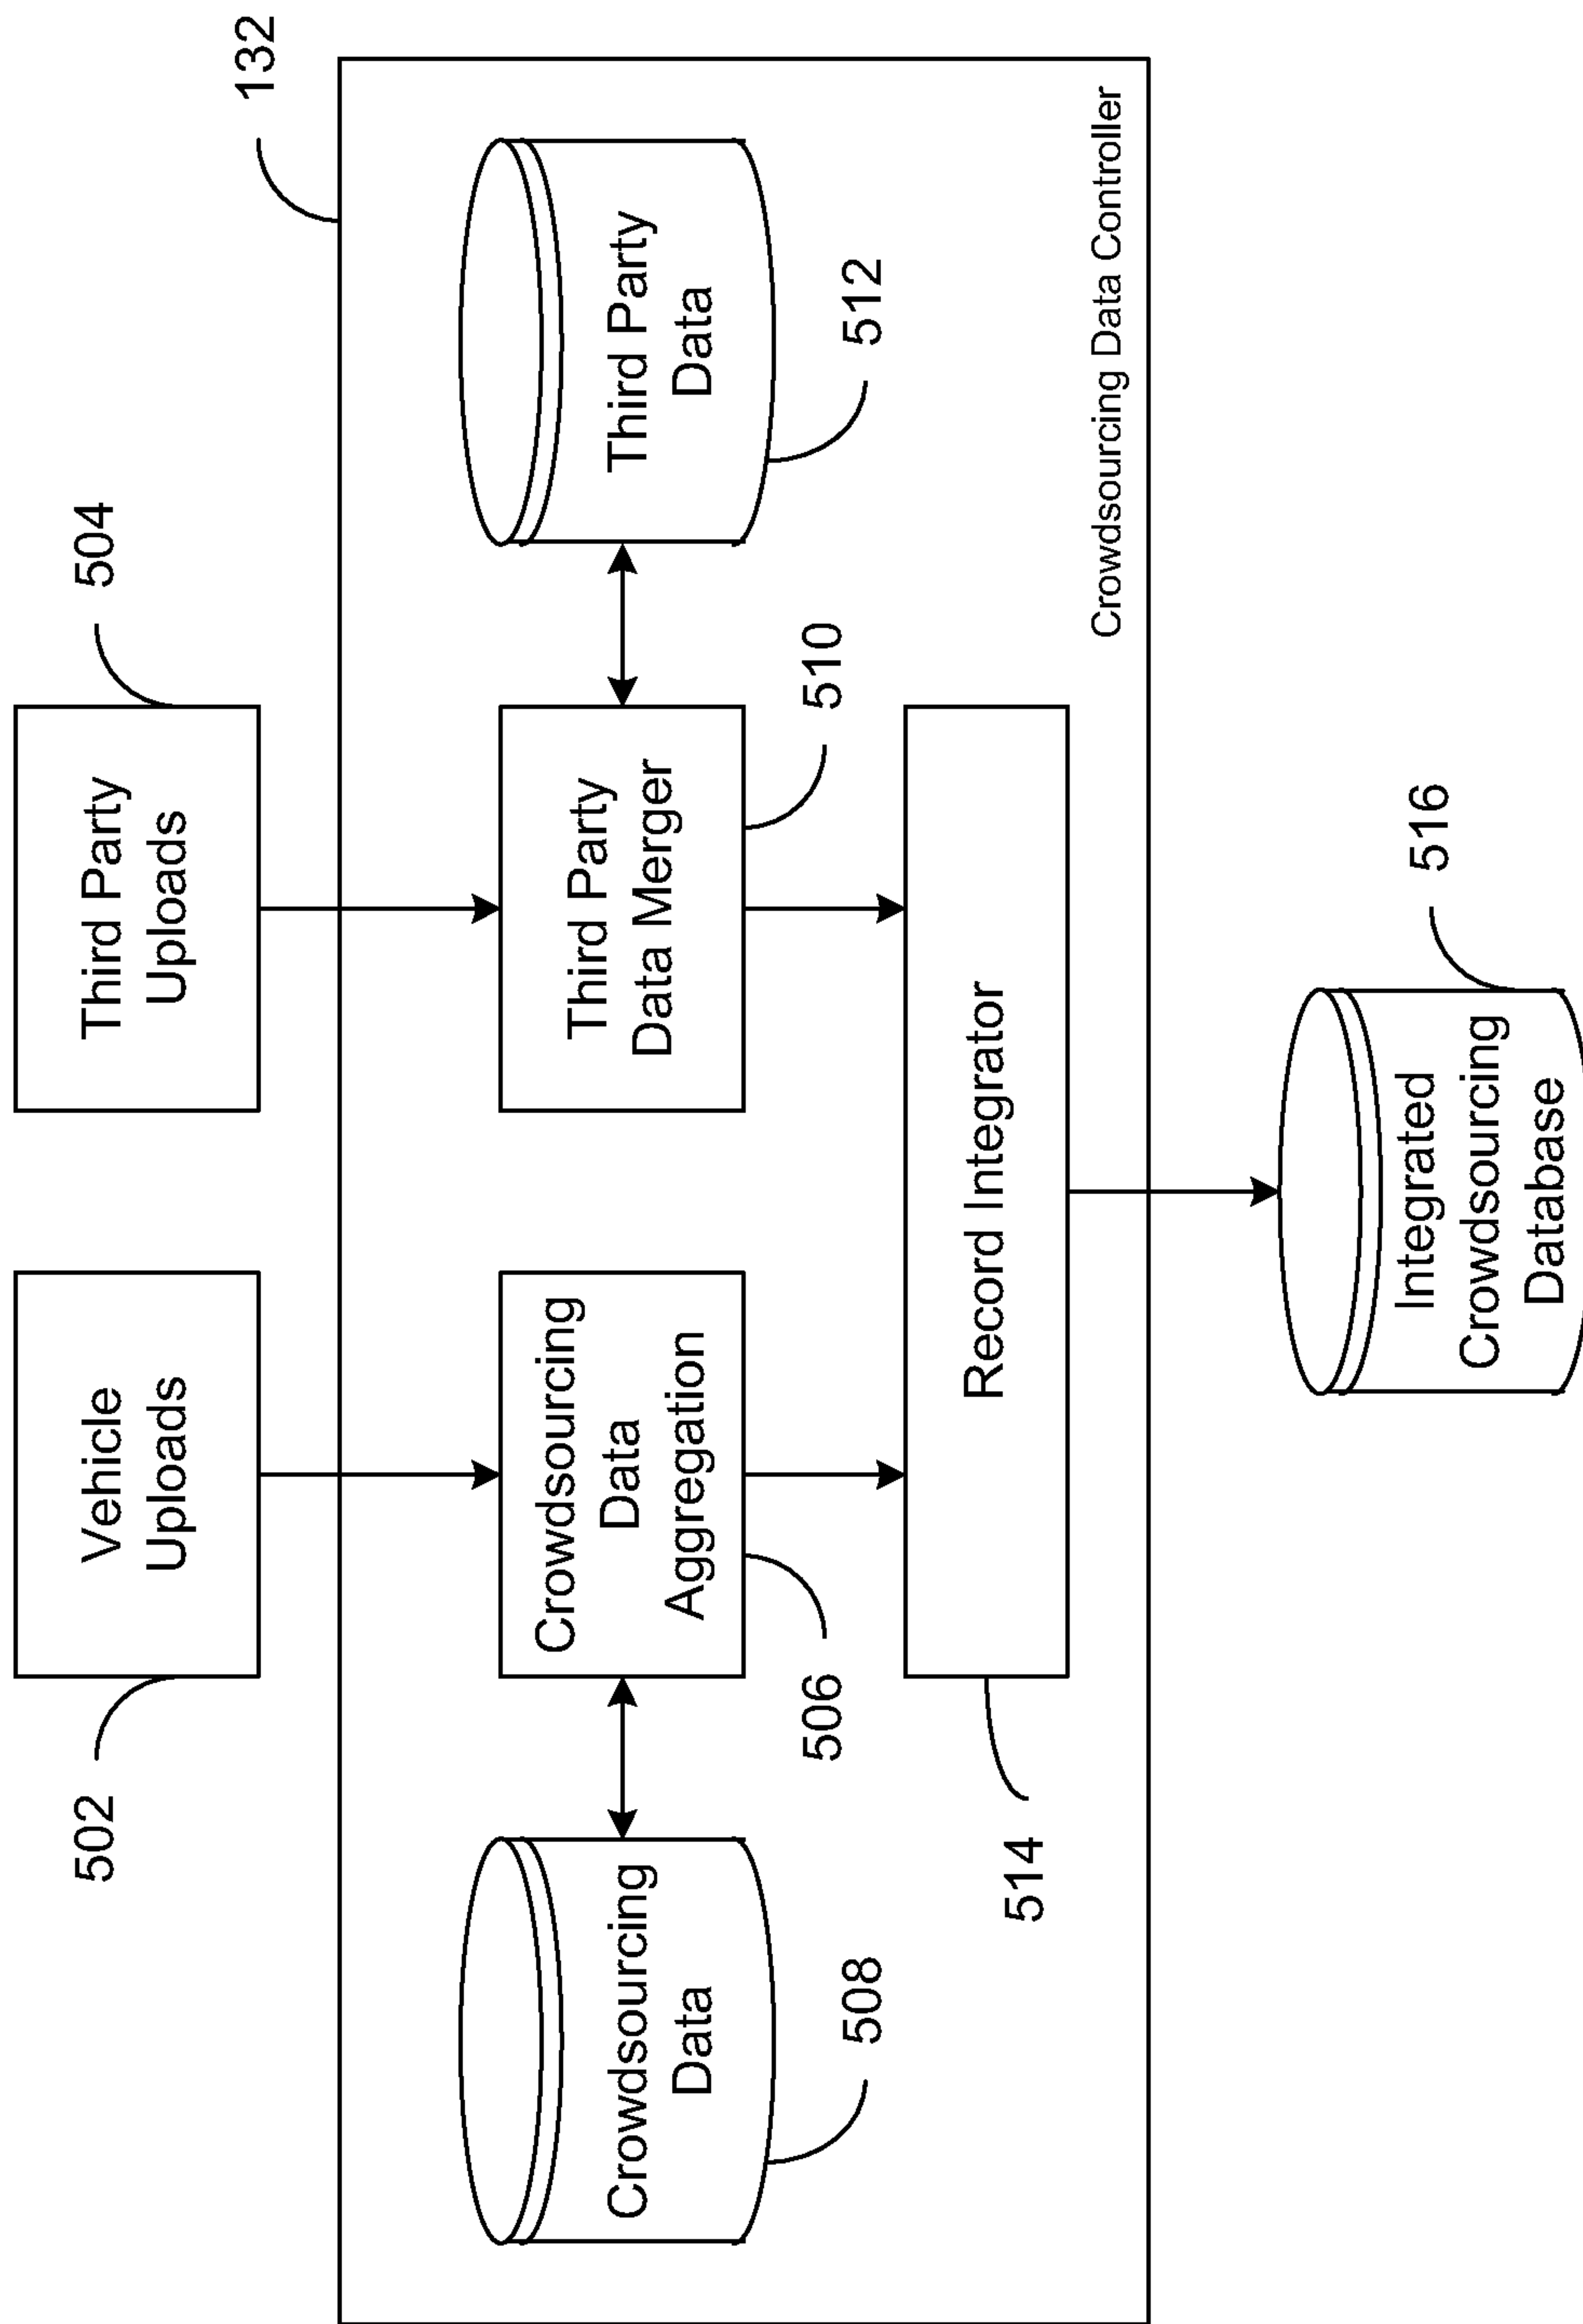 132
502
Vehicle
Uploads
Third Party
Uploads
504
Crowdsourcing
Data
508
Crowdsourcing
Data
Aggregation
506
Third Party
Data Merger
510
Third Party
Data
512
514
Record Integrator
Crowdsourcing Data Controller
Integrated
Crowdsourcing
Database
516